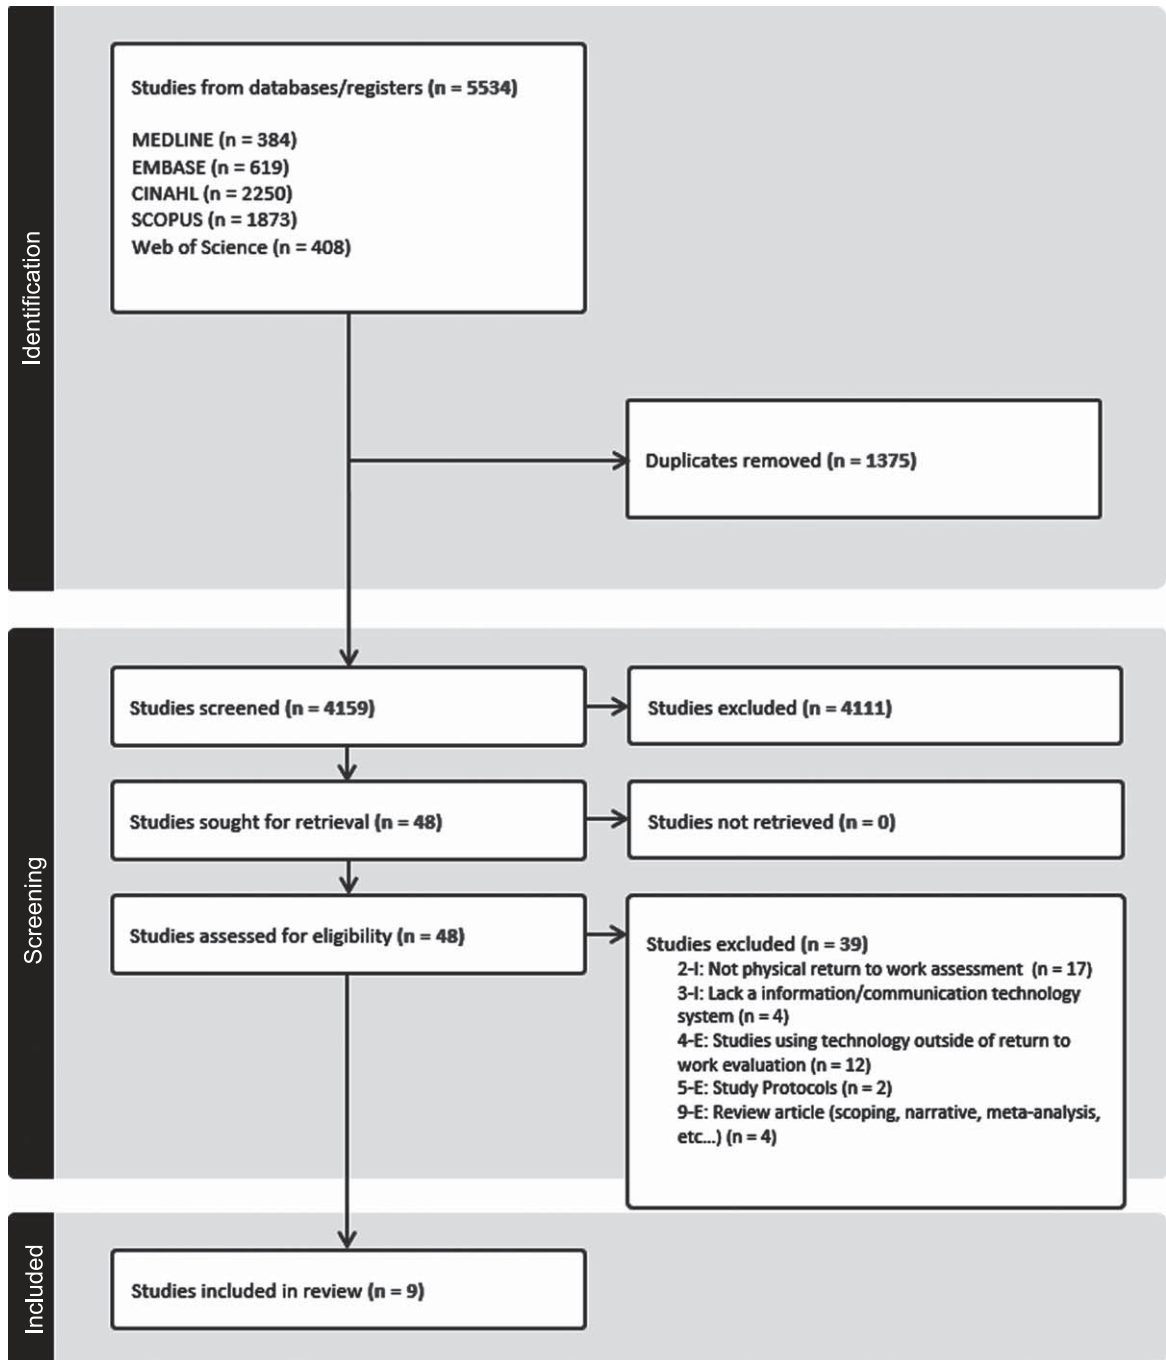 Identification
Studies from databases/registers (n = 5534)
MEDLINE (n = 384)
EMBASE (n = 619)
CINAHL (n = 2250)
SCOPUS (n = 1873)
Web of Science (n = 408)
Duplicates removed (n = 1375)
Screening
Studies screened (n = 4159)
Studies excluded (n = 4111)
Studies sought for retrieval (n = 48)
Studies not retrieved (n = 0)
Studies assessed for eligibility (n = 48)
Studies excluded (n = 39)
2-I: Not physical return to work assessment (n = 17)
3-I: Lack a information/communication technology
system (n = 4)
4-E: Studies using technology outside of return to
work evaluation (n = 12)
5-E: Study Protocols (n = 2)
9-E: Review article (scoping, narrative, meta-analysis,
etc...) (n = 4)
Included
Studies included in review (n = 9)